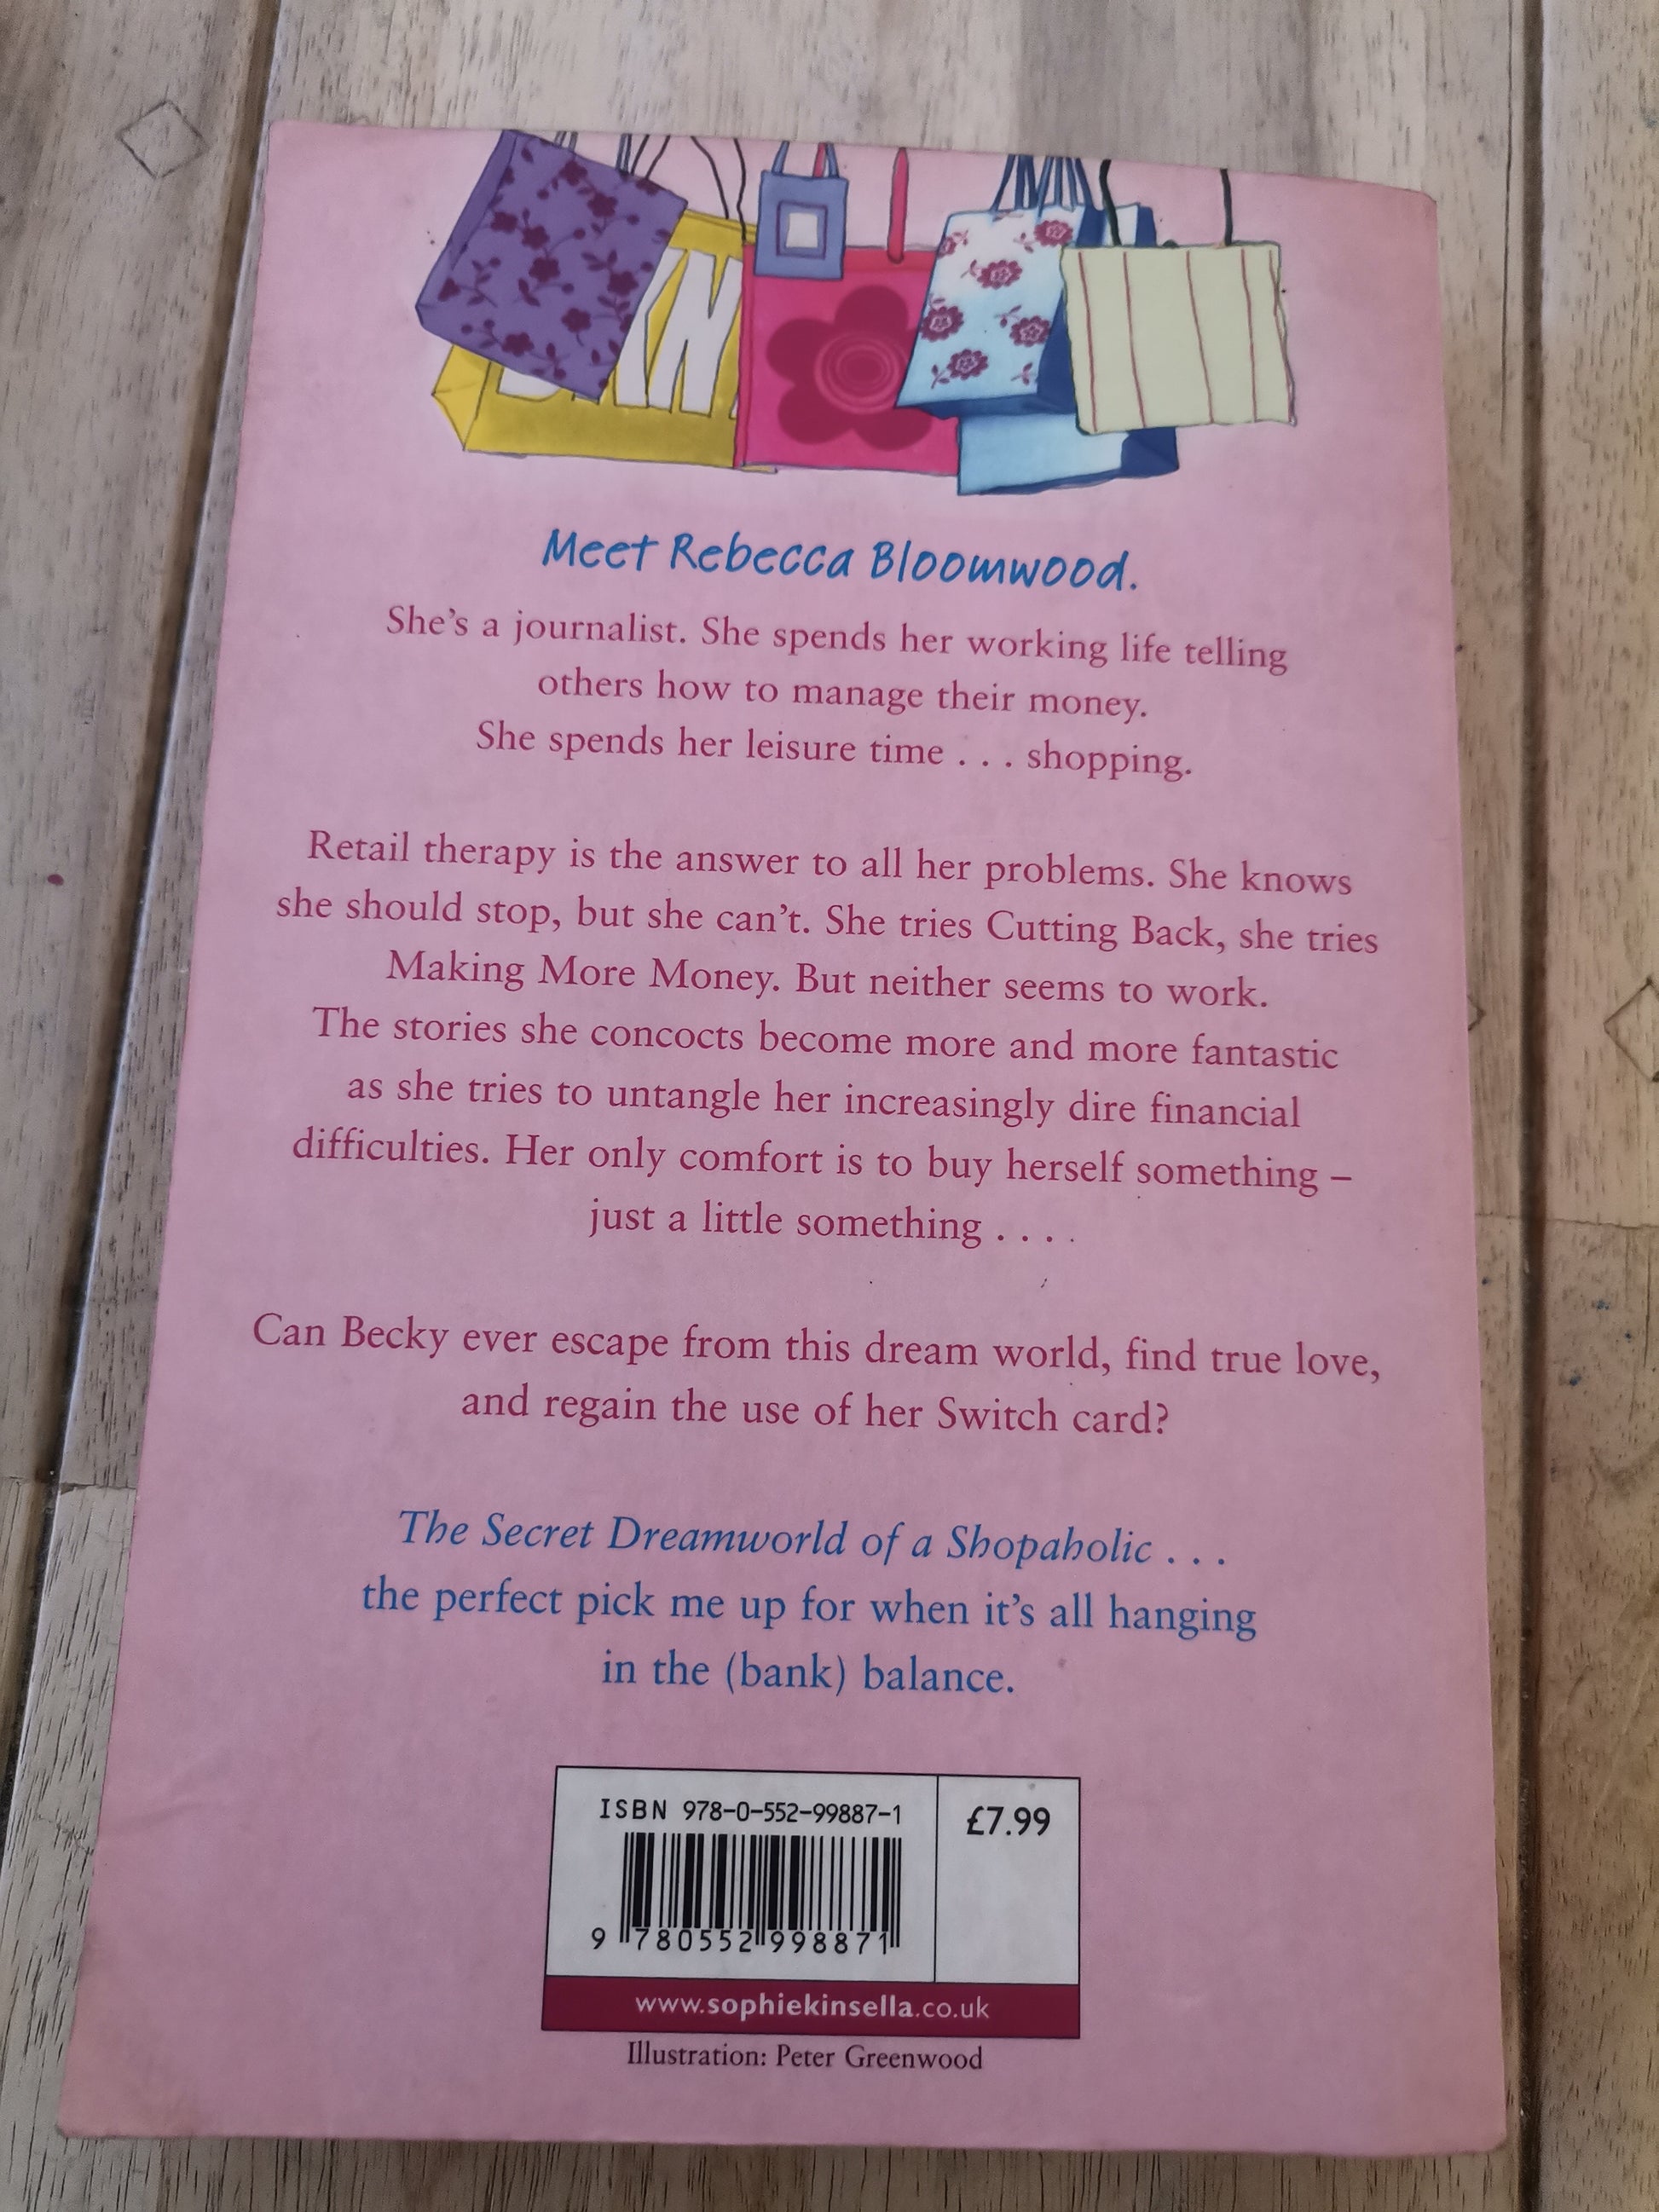 Meet Rebecca Bloomwood.
She's a journalist. She spends her working life telling
others how to manage their money.
She spends her leisure time . . . shopping.
Retail therapy is the answer to all her problems. She knows
she should stop, but she can't. She tries Cutting Back, she tries
Making More Money. But neither seems to work.
The stories she concocts become more and more fantastic
as she tries to untangle her increasingly dire financial
difficulties. Her only comfort is to buy herself something –
just a little something . . . .
Can Becky ever escape from this dream world, find true love,
and regain the use of her Switch card?
The Secret Dreamworld of a Shopaholic . . .
the perfect pick me up for when it's all hanging
in the (bank) balance.
ISBN 978-0-552-99887-1
£7.99
9 780552 998871
www.sophiekinsella.co.uk
Illustration: Peter Greenwood